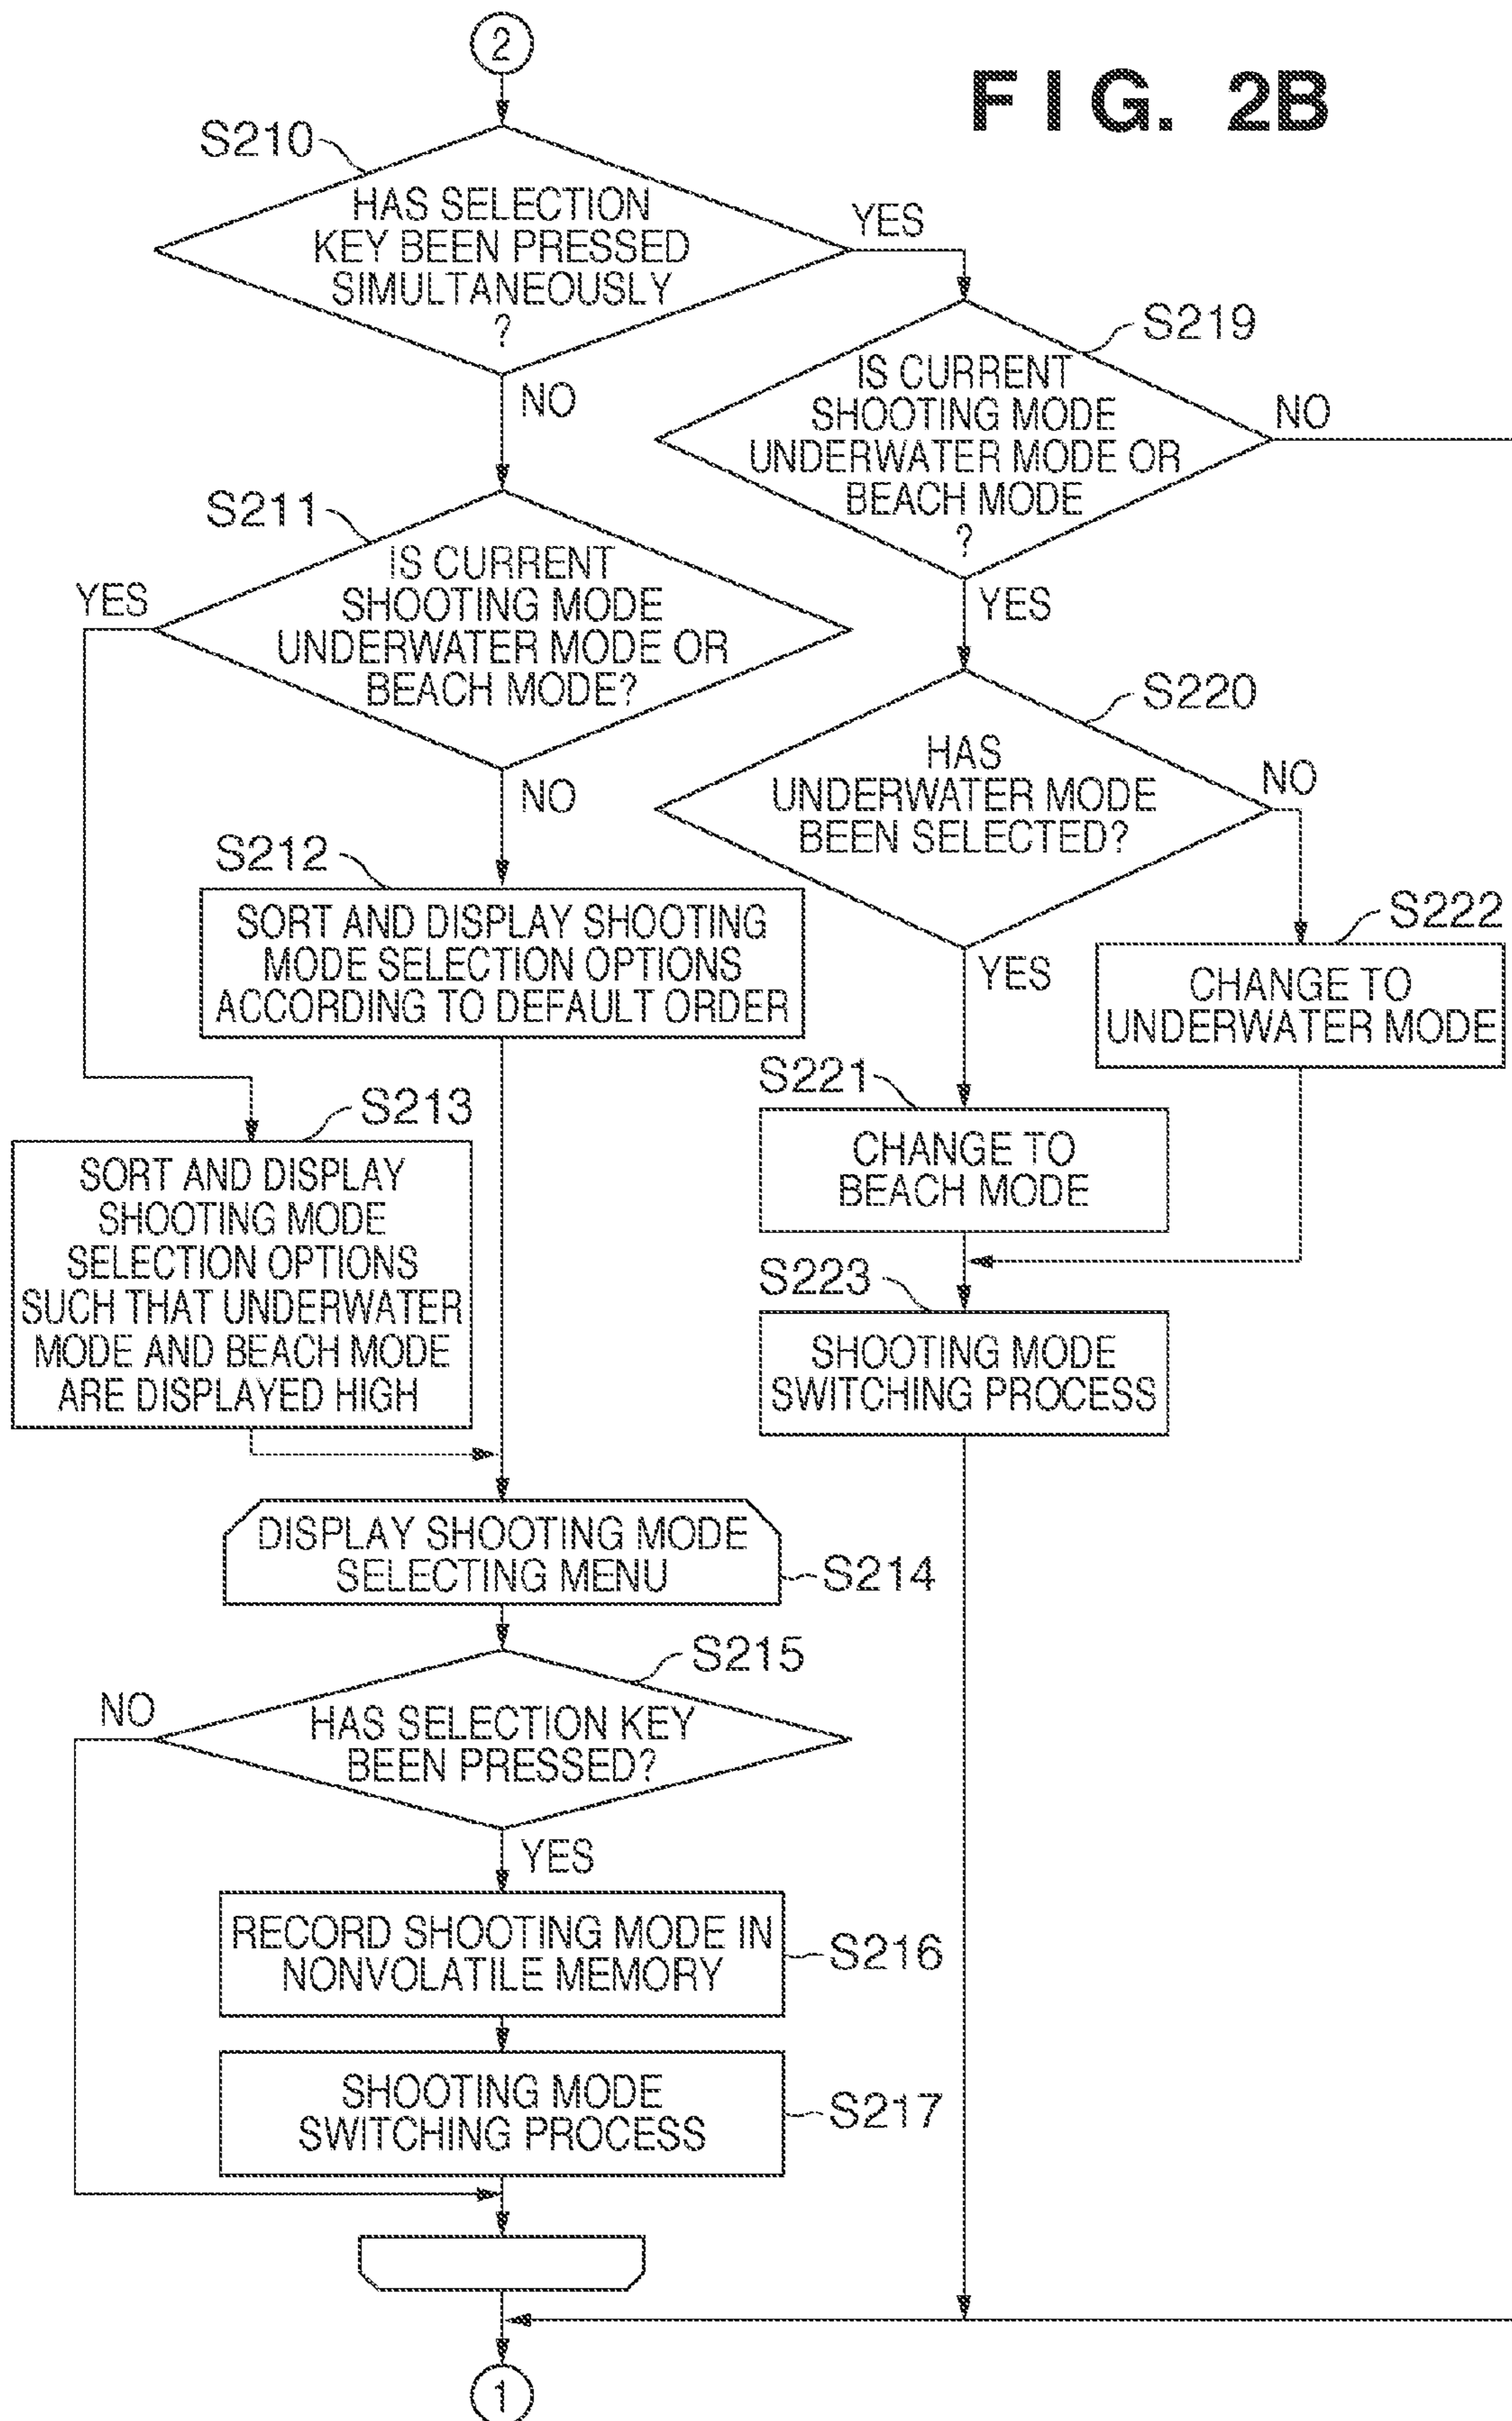 2
FIG. 2B
S210
HAS SELECTION
KEY BEEN PRESSED
SIMULTANEOUSLY
?
YES
NO
S219
IS CURRENT
SHOOTING MODE
UNDERWATER MODE OR
BEACH MODE
?
NO
YES
S211
IS CURRENT
SHOOTING MODE
UNDERWATER MODE OR
BEACH MODE?
YES
NO
S220
HAS
UNDERWATER MODE
BEEN SELECTED?
NO
YES
S212
SORT AND DISPLAY SHOOTING
MODE SELECTION OPTIONS
ACCORDING TO DEFAULT ORDER
S222
CHANGE TO
UNDERWATER MODE
S221
CHANGE TO
BEACH MODE
S213
SORT AND DISPLAY
SHOOTING MODE
SELECTION OPTIONS
SUCH THAT UNDERWATER
MODE AND BEACH MODE
ARE DISPLAYED HIGH
S223
SHOOTING MODE
SWITCHING PROCESS
DISPLAY SHOOTING MODE
SELECTING MENU
S214
S215
HAS SELECTION KEY
BEEN PRESSED?
NO
YES
RECORD SHOOTING MODE IN
NONVOLATILE MEMORY
S216
SHOOTING MODE
SWITCHING PROCESS
S217
1